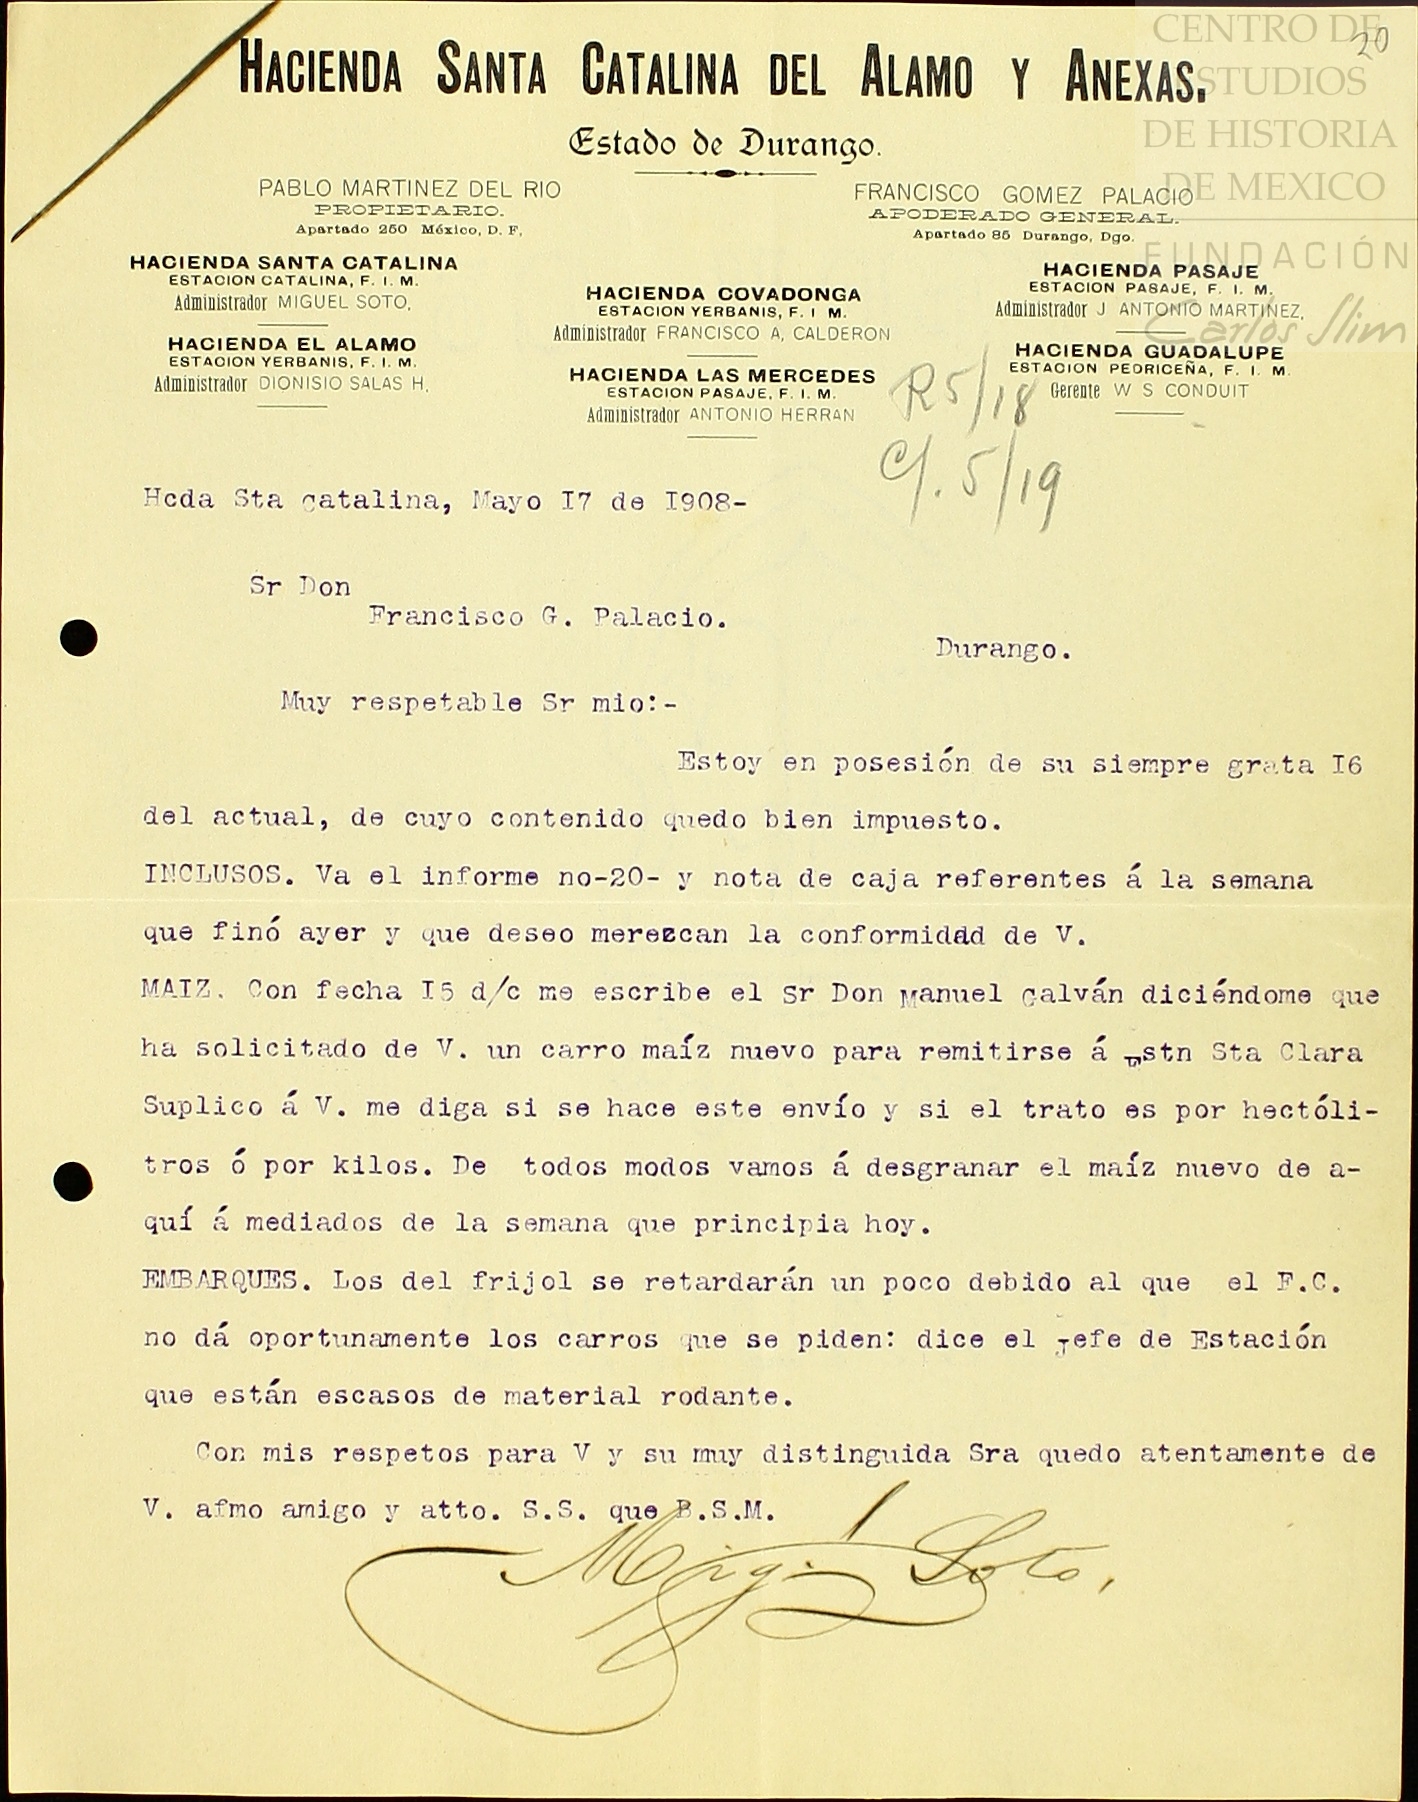 CENTRO DE
ESTUDIOS
DE HISTORIA
DE MEXICO
FUNDACIÓN
Carlos Slim
20
HACIENDA SANTA CATALINA DEL ALAMO Y ANEXAS.
Estado de Durango.
PABLO MARTINEZ DEL RIO
PROPIETARIO.
Apartado 250 México, D. F,
FRANCISCO GOMEZ PALACIO
APODERADO GENERAL.
Apartado 85 Durango, Dgo.
HACIENDA SANTA CATALINA
ESTACION CATALINA, F. I. M.
Administrador MIGUEL SOTO,
HACIENDA EL ALAMO
ESTACION YERBANIS, F. I. M.
Administrador DIONISIO SALAS H,
HACIENDA COVADONGA
ESTACION YERBANIS, F. I M.
Administrador FRANCISCO A, CALDERON
HACIENDA LAS MERCEDES
ESTACION PASAJE, F. I. M.
Administrador ANTONIO HERRAN
HACIENDA PASAJE
ESTACION PASAJE, F. I. M.
Administrador J ANTONIO MARTINEZ,
HACIENDA GUADALUPE
ESTACION PEDRICEÑA, F. I. M.
Gerente W S CONDUIT
R5/18
C/. 5/19
Hcda Sta Catalina, Mayo I7 de I908-
Sr Don
Francisco G. Palacio.
Durango.
Muy respetable Sr mio:-
Estoy en posesión de su siempre grata I6
del actual, de cuyo contenido quedo bien impuesto.
INCLUSOS. Va el informe no-20- y nota de caja referentes á la semana
que finó ayer y que deseo merezcan la conformidad de V.
MAIZ. Con fecha I5 d/c me escribe el Sr Don Manuel Galván diciéndome que
ha solicitado de V. un carro maíz nuevo para remitirse á Estn Sta Clara
Suplico á V. me diga si se hace este envío y si el trato es por hectóli-
tros ó por kilos. De todos modos vamos á desgranar el maíz nuevo de a-
quí á mediados de la semana que principia hoy.
EMBARQUES. Los del frijol se retardarán un poco debido al que el F.C.
no dá oportunamente los carros que se piden: dice el Jefe de Estación
que están escasos de material rodante.
Con mis respetos para V y su muy distinguida Sra quedo atentamente de
V. afmo amigo y atto. S.S. que B.S.M.
Migl Soto,